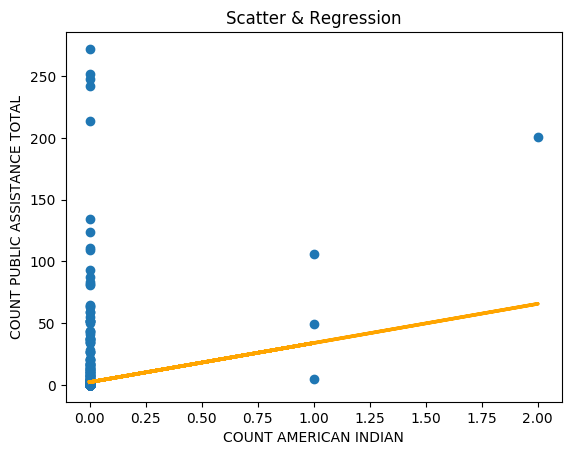 Scatter & Regression
COUNT PUBLIC ASSISTANCE TOTAL
250
200
150
100
50
0
0.00 0.25 0.50 0.75 1.00 1.25 1.50 1.75 2.00
COUNT AMERICAN INDIAN